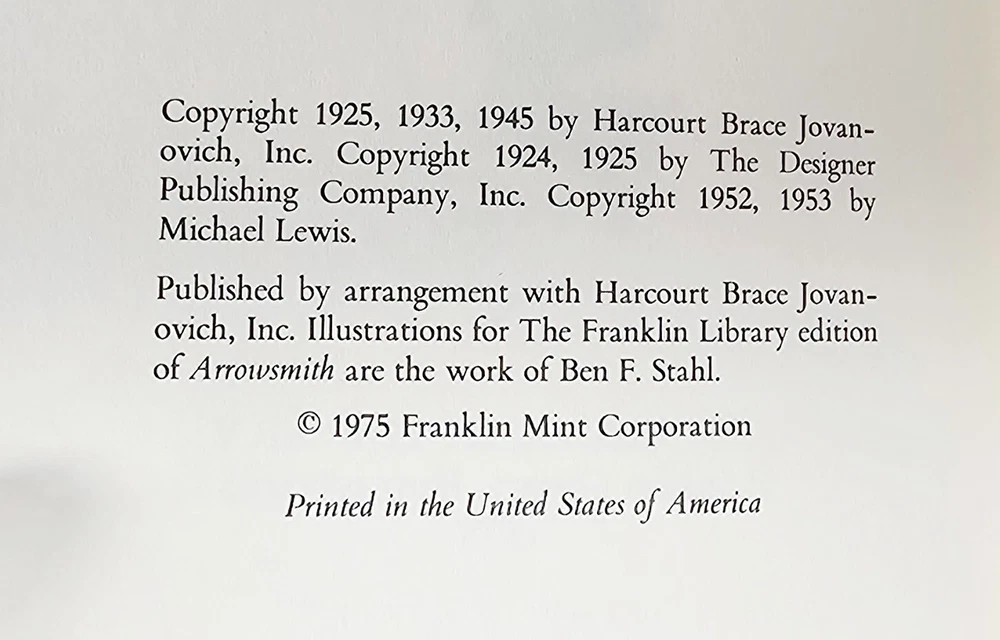 Copyright 1925, 1933, 1945 by Harcourt Brace Jovan-
ovich, Inc. Copyright 1924, 1925 by The Designer
Publishing Company, Inc. Copyright 1952, 1953 by
Michael Lewis.
Published by arrangement with Harcourt Brace Jovan-
ovich, Inc. Illustrations for The Franklin Library edition
of Arrowsmith are the work of Ben F. Stahl.
© 1975 Franklin Mint Corporation
Printed in the United States of America